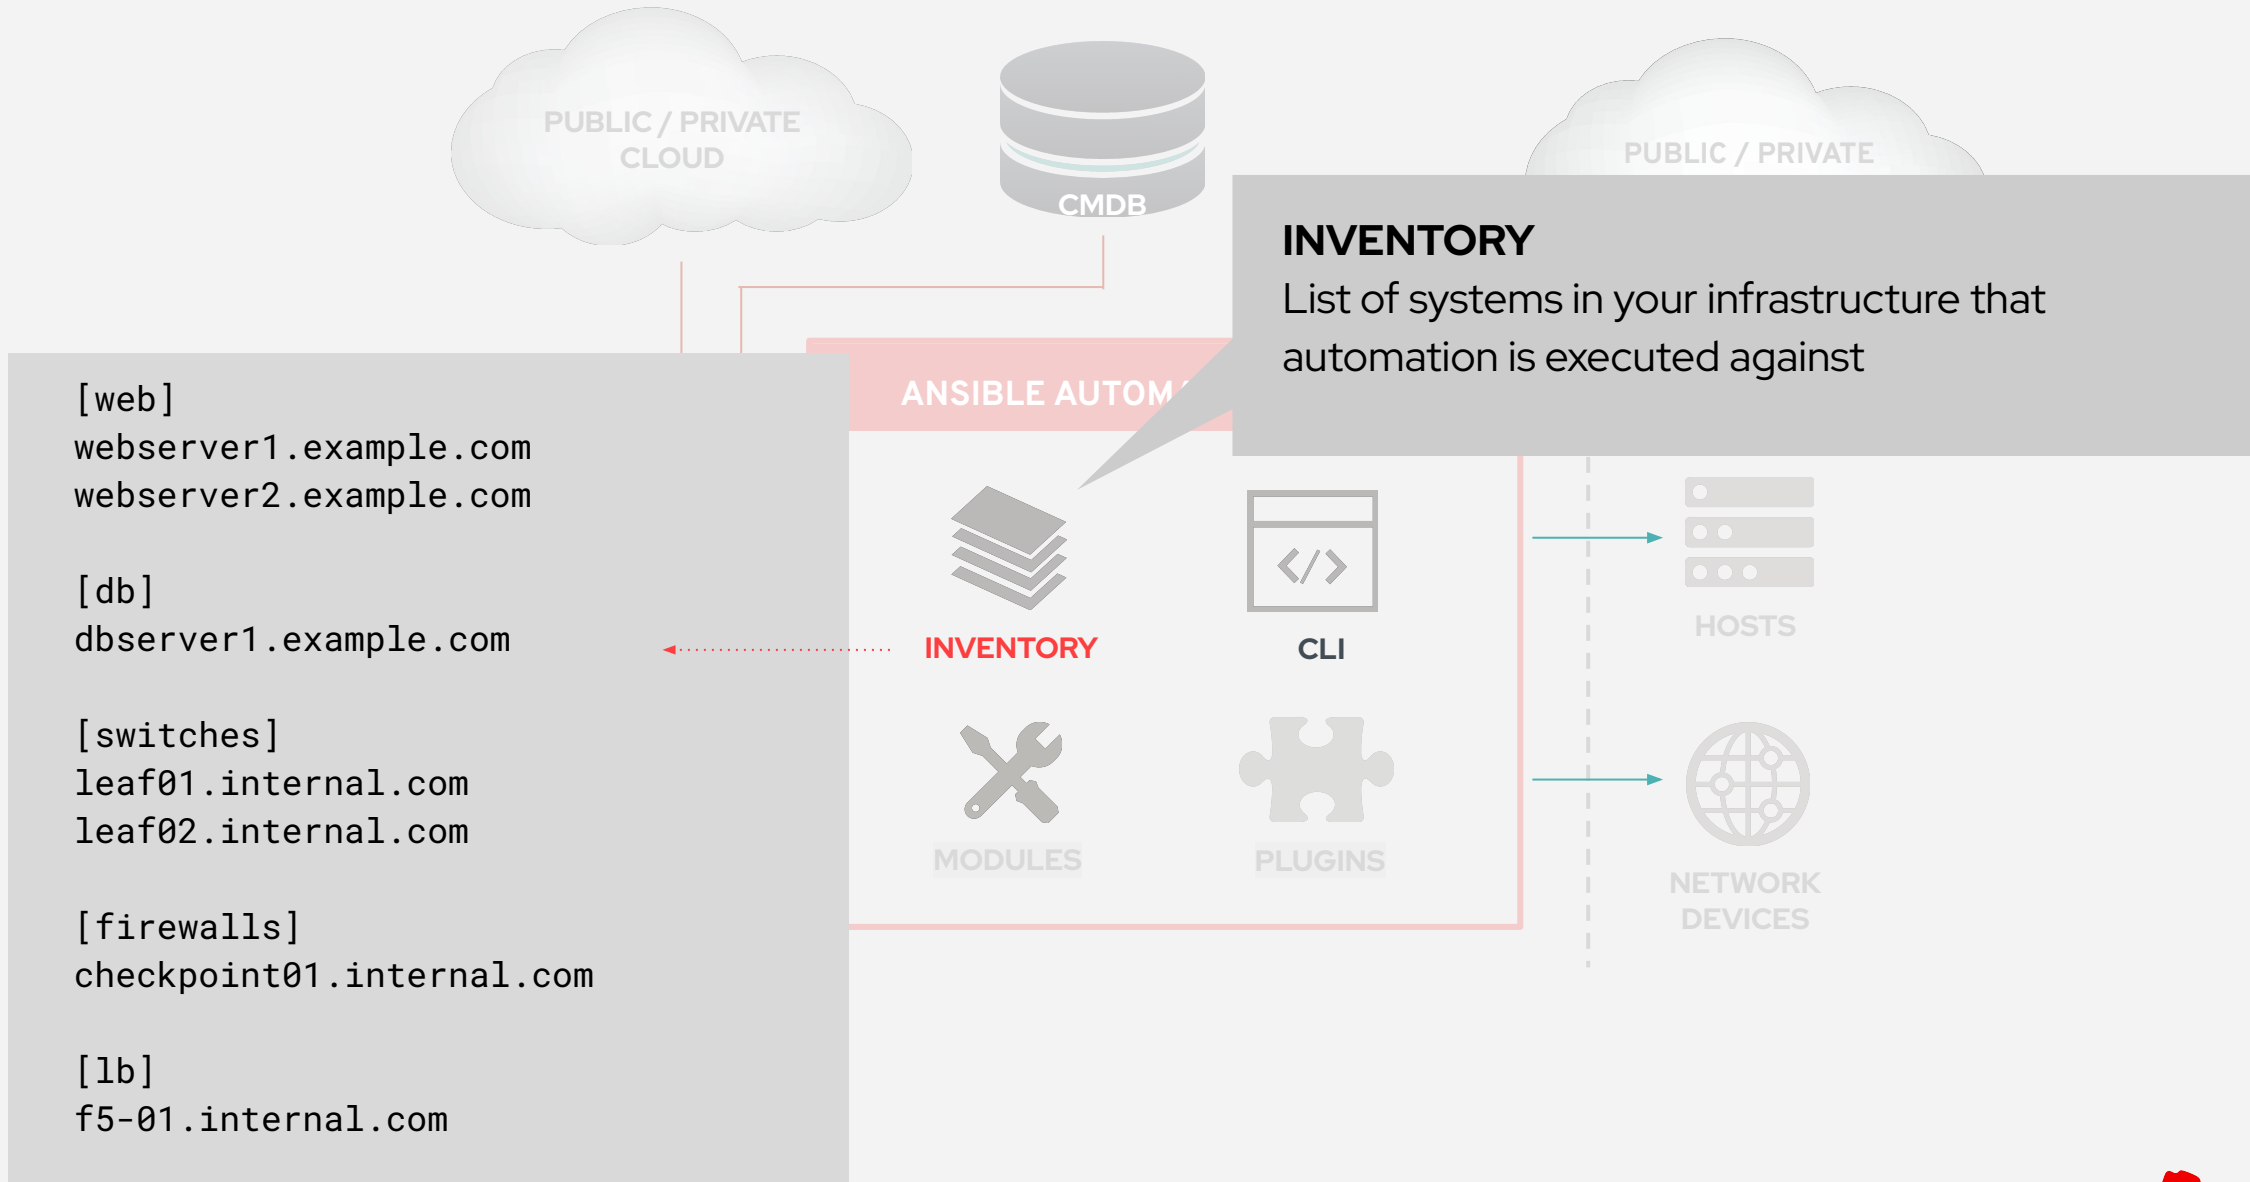 PUBLIC / PRIVATE
CLOUD
CMDB
PUBLIC / PRIVATE
INVENTORY
List of systems in your infrastructure that
automation is executed against
ANSIBLE
[web]
webserver1.example.com
webserver2.example.com
[db]
dbserver1.example.com
[switches]
leaf01.internal.com
leaf02.internal.com
[firewalls]
checkpoint01.internal.com
[lb]
f5-01.internal.com
INVENTORY
CLI
MODULES
PLUGINS
HOSTS
NETWORK
DEVICES